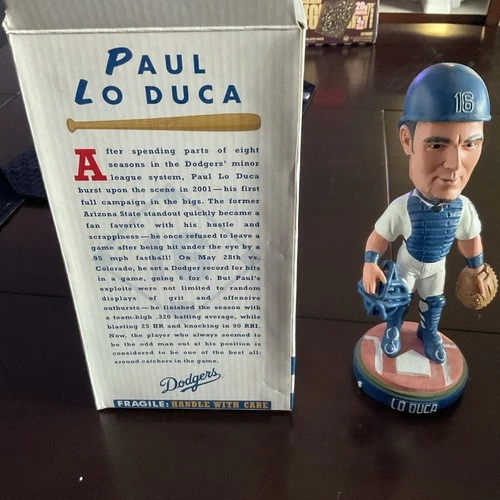 PAUL
LO DUCA
After spending parts of eight
seasons in the Dodgers' minor
league system, Paul Lo Duca
burst upon the scene in 2001—his first
full campaign in the bigs. The former
Arizona State standout quickly became a
fan favorite with his hustle and
scrappiness—he once refused to leave a
game after being hit under the eye by a
95 mph fastball! On May 28th vs.
Colorado, he set a Dodger record for hits
in a game, going 6 for 6. But Paul's
exploits were not limited to random
displays of grit and offensive
outbursts—he finished the season with
a team-high .320 batting average, while
blasting 25 HR and knocking in 90 RBI.
Now, the player who always seemed to
be the odd man out at his position is
considered to be one of the best all-
around catchers in the game.
Dodgers
FRAGILE: HANDLE WITH CARE
16
LO DUCA